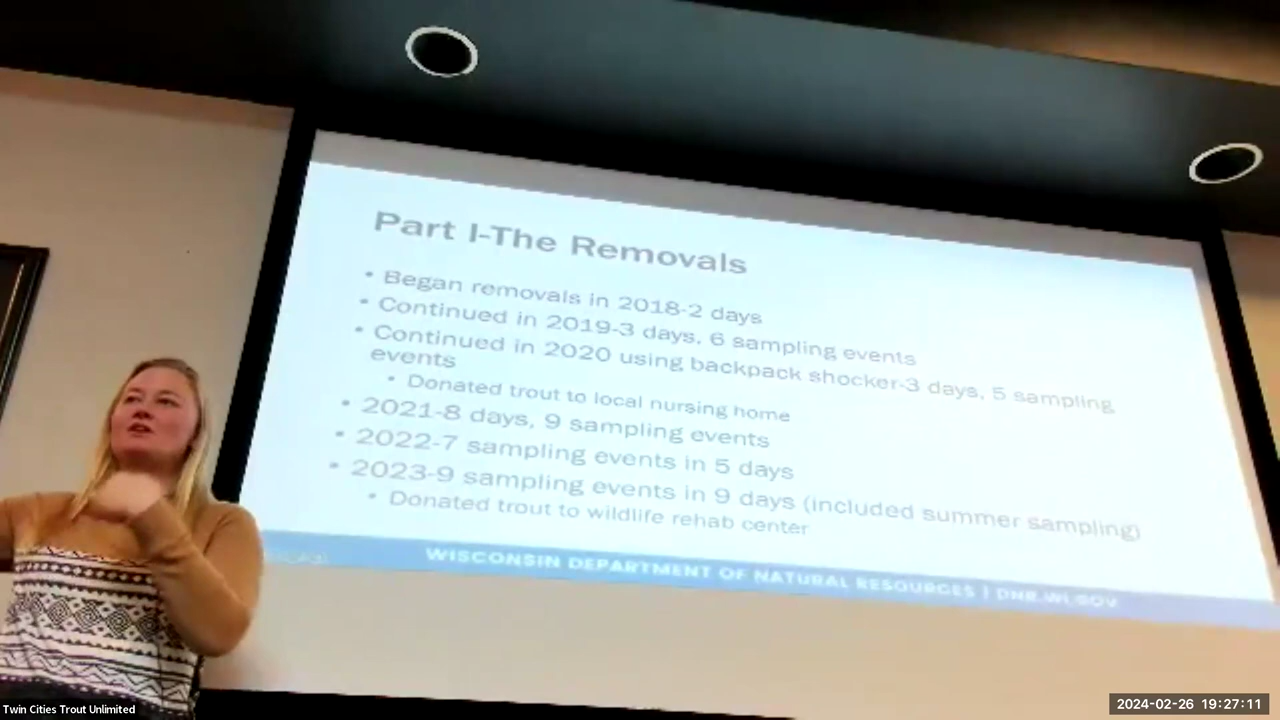 Part I-The Removals
• Began removals in 2018-2 days
• Continued in 2019-3 days, 6 sampling events
• Continued in 2020 using backpack shocker-3 days, 5 sampling
events
• Donated trout to local nursing home
• 2021-8 days, 9 sampling events
• 2022-7 sampling events in 5 days
• 2023-9 sampling events in 9 days (included summer sampling)
• Donated trout to wildlife rehab center
WISCONSIN DEPARTMENT OF NATURAL RESOURCES | DNR.WI.GOV
Twin Cities Trout Unlimited
2024-02-26 19:27:11